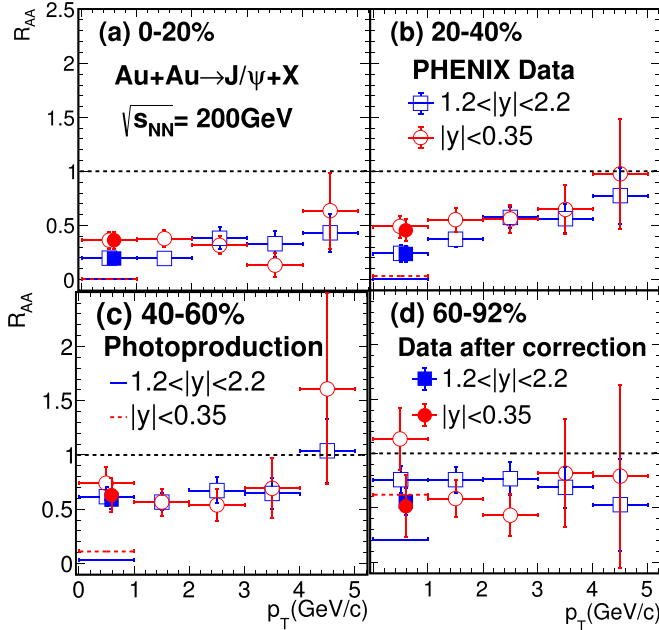 R_AA
2.5
2
1.5
1
0.5
0
(a) 0-20%
Au+Au→J/ψ+X
√s_NN = 200GeV
(b) 20-40%
PHENIX Data
1.2<|y|<2.2
|y|<0.35
R_AA
2
1.5
1
0.5
0
(c) 40-60%
Photoproduction
1.2<|y|<2.2
|y|<0.35
0 1 2 3 4 5
p_T(GeV/c)
(d) 60-92%
Data after correction
1.2<|y|<2.2
|y|<0.35
1 2 3 4 5
p_T(GeV/c)